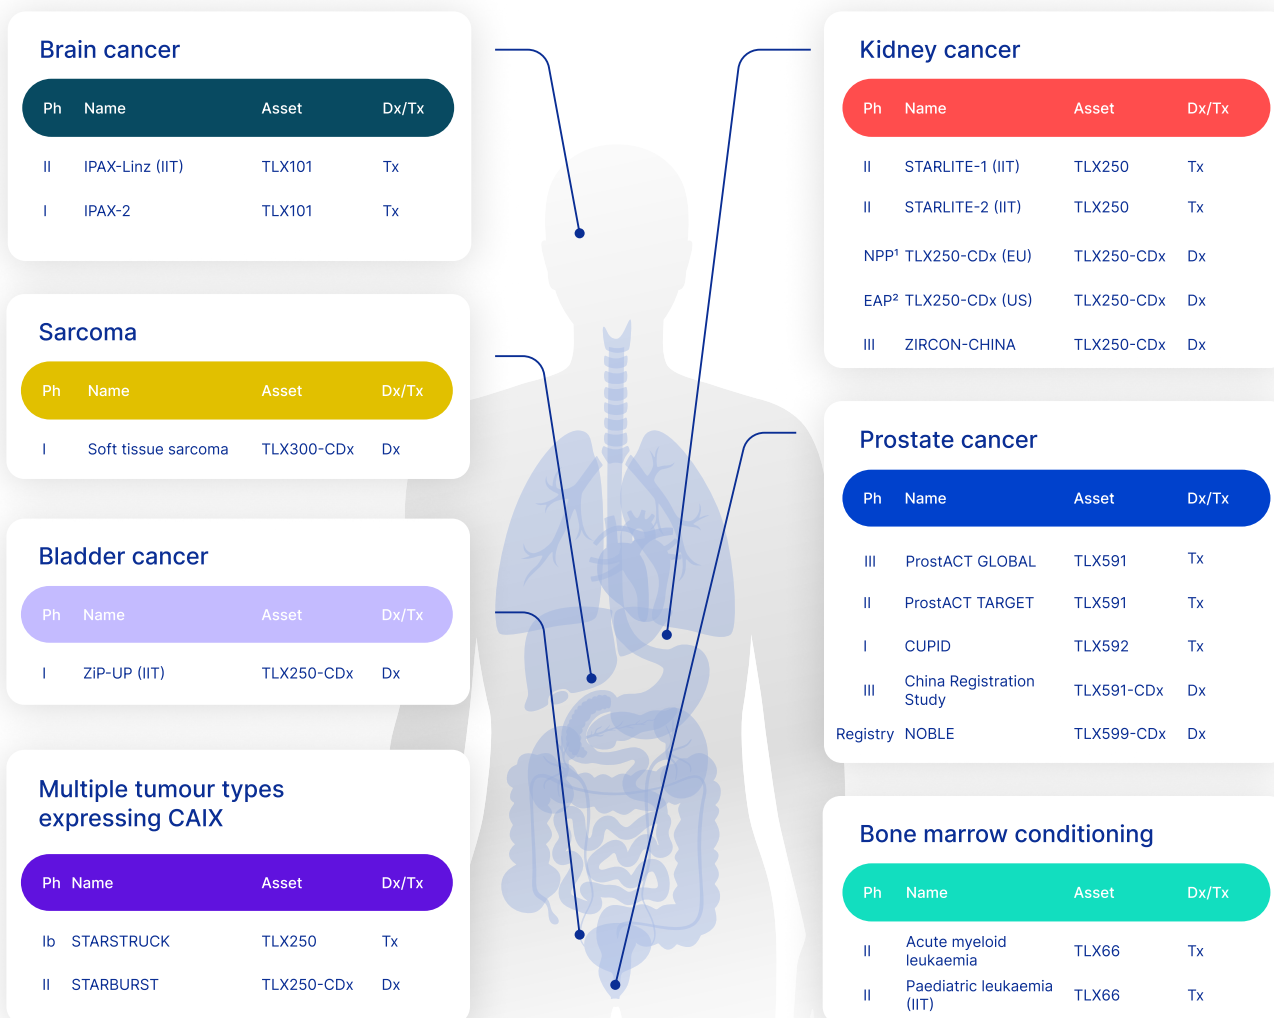 Brain cancer
Ph Name Asset Dx/Tx
II IPAX-Linz (IIT) TLX101 Tx
I IPAX-2 TLX101 Tx
Sarcoma
Ph Name Asset Dx/Tx
I Soft tissue sarcoma TLX300-CDx Dx
Bladder cancer
Ph Name Asset Dx/Tx
I ZiP-UP (IIT) TLX250-CDx Dx
Multiple tumour types
expressing CAIX
Ph Name Asset Dx/Tx
Ib STARSTRUCK TLX250 Tx
II STARBURST TLX250-CDx Dx
Kidney cancer
Ph Name Asset Dx/Tx
II STARLITE-1 (IIT) TLX250 Tx
II STARLITE-2 (IIT) TLX250 Tx
NPP¹ TLX250-CDx (EU) TLX250-CDx Dx
EAP² TLX250-CDx (US) TLX250-CDx Dx
III ZIRCON-CHINA TLX250-CDx Dx
Prostate cancer
Ph Name Asset Dx/Tx
III ProstACT GLOBAL TLX591 Tx
II ProstACT TARGET TLX591 Tx
I CUPID TLX592 Tx
III China Registration
Study TLX591-CDx Dx
Registry NOBLE TLX599-CDx Dx
Bone marrow conditioning
Ph Name Asset Dx/Tx
II Acute myeloid
leukaemia TLX66 Tx
II Paediatric leukaemia
(IIT) TLX66 Tx